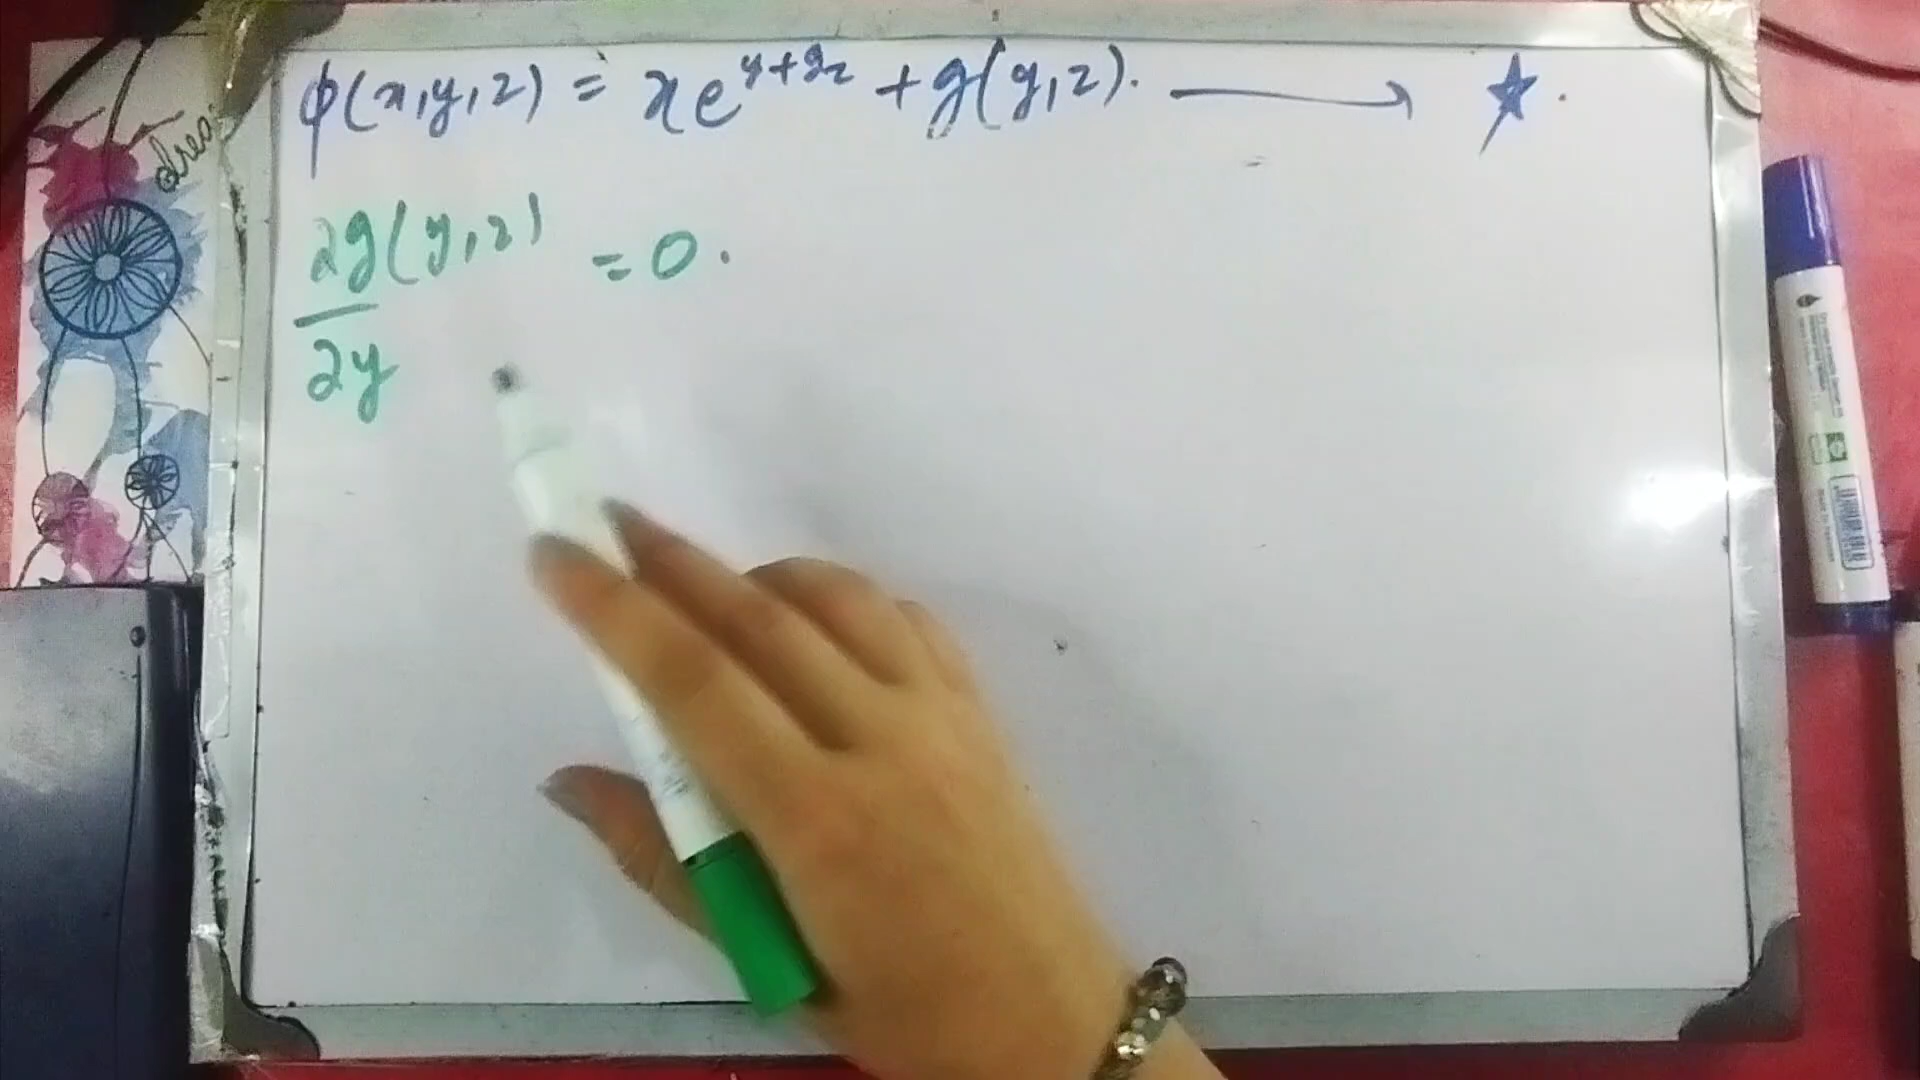 ϕ(x,y,z) = xe^{y+2z} + g(y,z). ⟶ ★.
∂g(y,z)/∂y = 0.